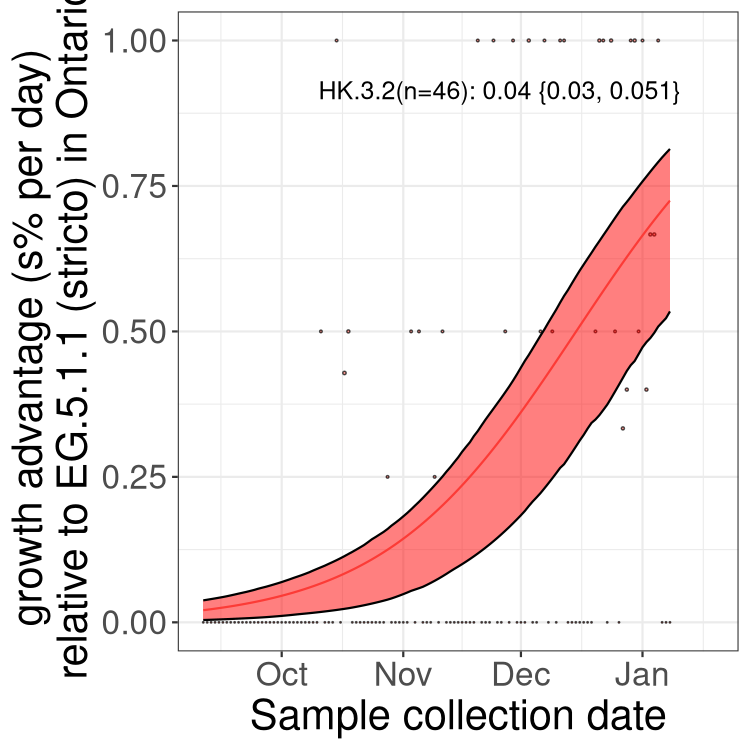 growth advantage (s% per day)
relative to EG.5.1.1 (stricto) in Ontario
1.00
0.75
0.50
0.25
0.00
HK.3.2(n=46): 0.04 {0.03, 0.051}
Oct Nov Dec Jan
Sample collection date